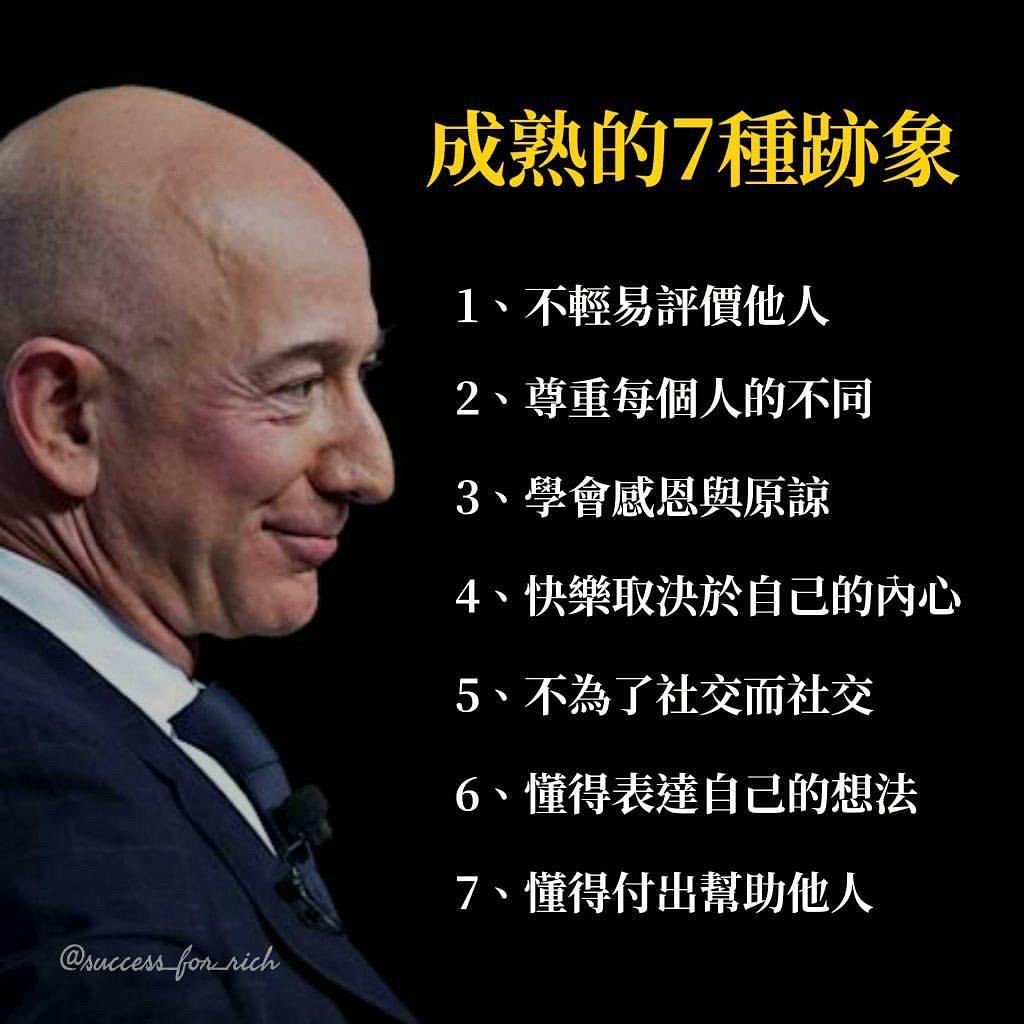 成熟的7種跡象
1、不輕易評價他人
2、尊重每個人的不同
3、學會感恩與原諒
4、快樂取決於自己的內心
5、不為了社交而社交
6、懂得表達自己的想法
7、懂得付出幫助他人
@success_for_rich